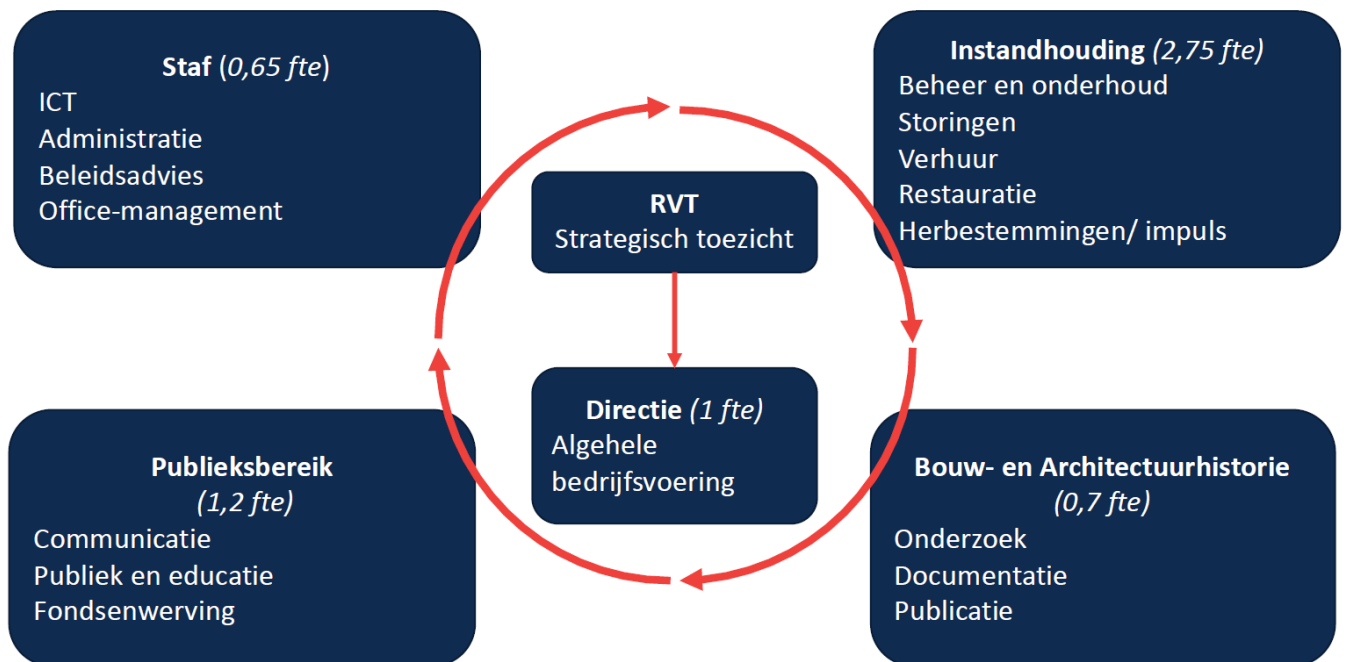 Staf (0,65 fte)
ICT
Administratie
Beleidsadvies
Office-management
Instandhouding (2,75 fte)
Beheer en onderhoud
Storingen
Verhuur
Restauratie
Herbestemmingen/ impuls
RVT
Strategisch toezicht
Directie (1 fte)
Algehele
bedrijfsvoering
Publieksbereik
(1,2 fte)
Communicatie
Publiek en educatie
Fondsenwerving
Bouw- en Architectuurhistorie
(0,7 fte)
Onderzoek
Documentatie
Publicatie